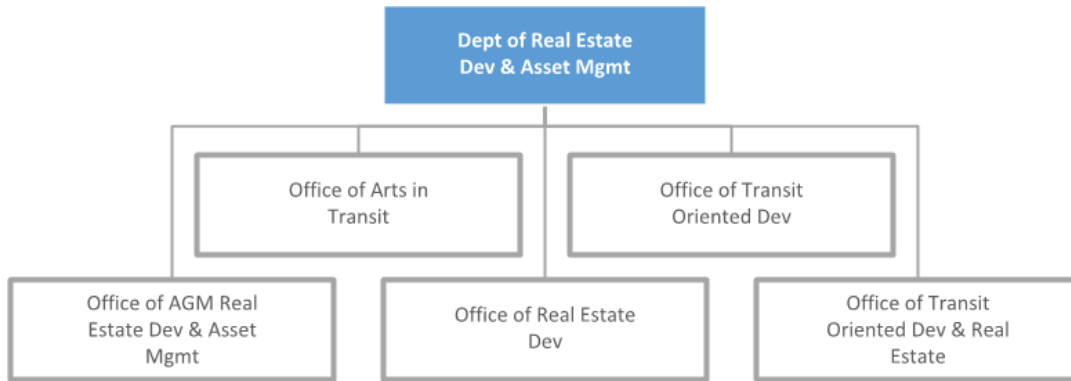 Dept of Real Estate
Dev & Asset Mgmt
Office of Arts in
Transit
Office of Transit
Oriented Dev
Office of AGM Real
Estate Dev & Asset
Mgmt
Office of Real Estate
Dev
Office of Transit
Oriented Dev & Real
Estate